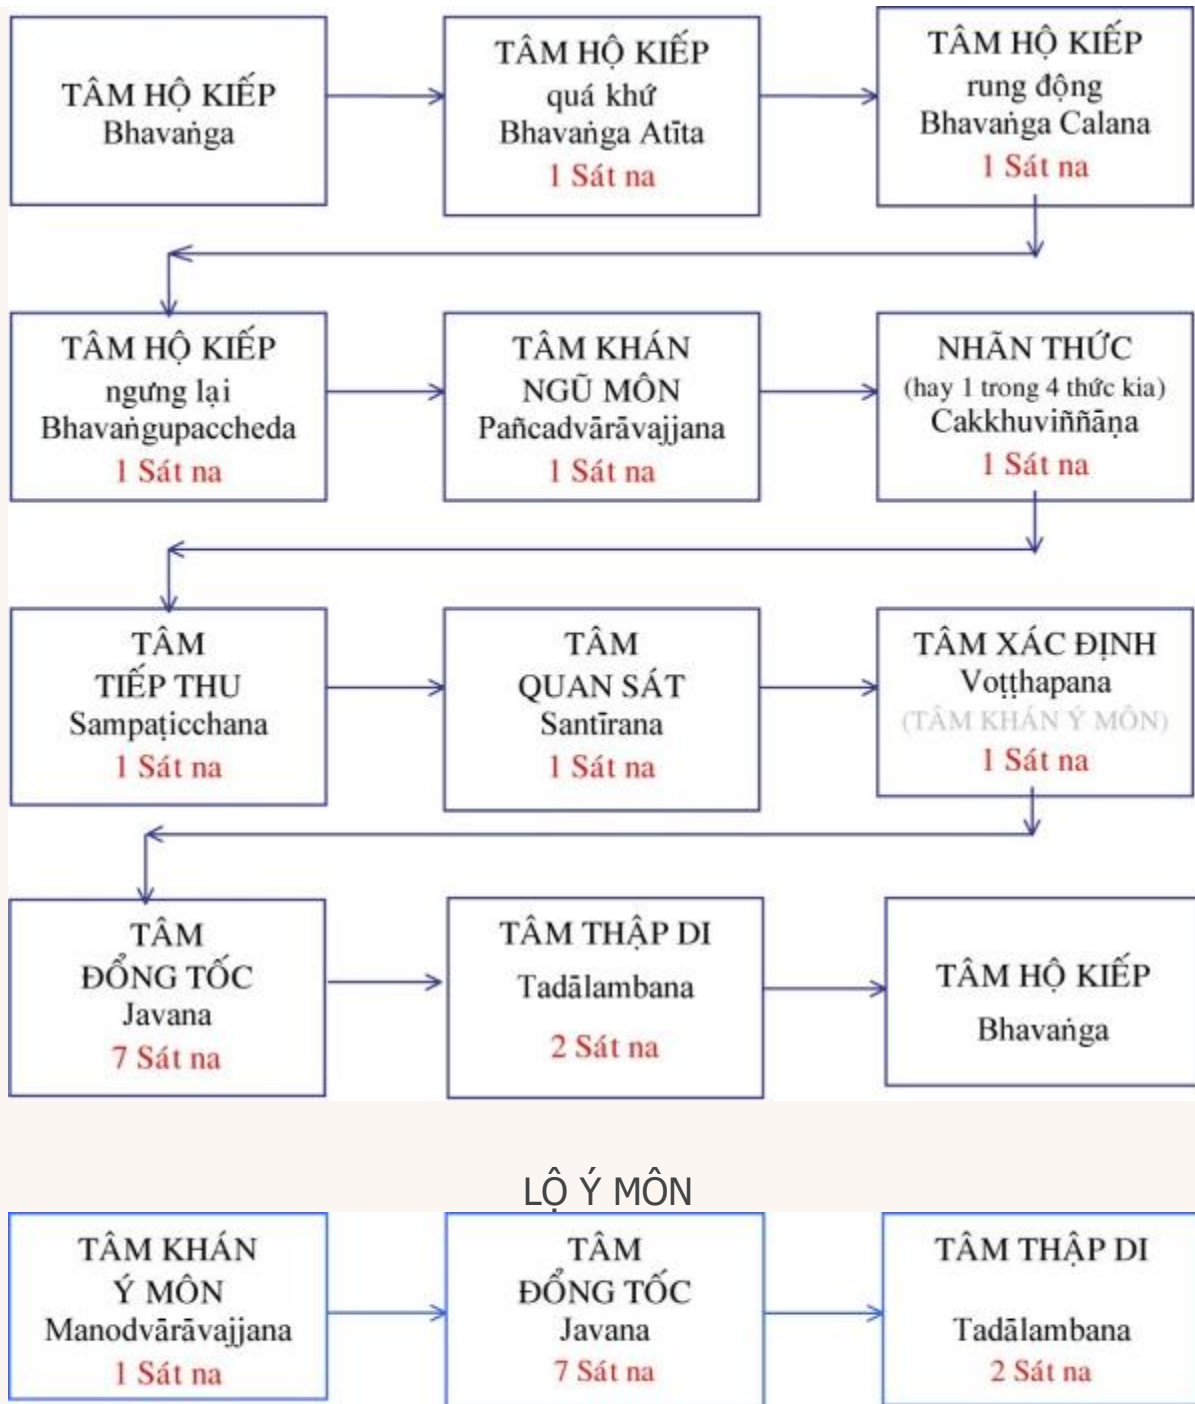 TÂM HỘ KIẾP
Bhavaṅga
TÂM HỘ KIẾP
quá khứ
Bhavaṅga Atīta
1 Sát na
TÂM HỘ KIẾP
rung động
Bhavaṅga Calana
1 Sát na
TÂM HỘ KIẾP
ngưng lại
Bhavaṅgupaccheda
1 Sát na
TÂM KHÁN
NGŨ MÔN
Pañcadvārāvajjana
1 Sát na
NHÃN THỨC
(hay 1 trong 4 thức kia)
Cakkhuviññāṇa
1 Sát na
TÂM
TIẾP THU
Sampaṭicchana
1 Sát na
TÂM
QUAN SÁT
Santīrana
1 Sát na
TÂM XÁC ĐỊNH
Voṭṭhapana
(TÂM KHÁN Ý MÔN)
1 Sát na
TÂM
ĐỔNG TỐC
Javana
7 Sát na
TÂM THẬP DI
Tadālambana
2 Sát na
TÂM HỘ KIẾP
Bhavaṅga
LỘ Ý MÔN
TÂM KHÁN
Ý MÔN
Manodvārāvajjana
1 Sát na
TÂM
ĐỔNG TỐC
Javana
7 Sát na
TÂM THẬP DI
Tadālambana
2 Sát na